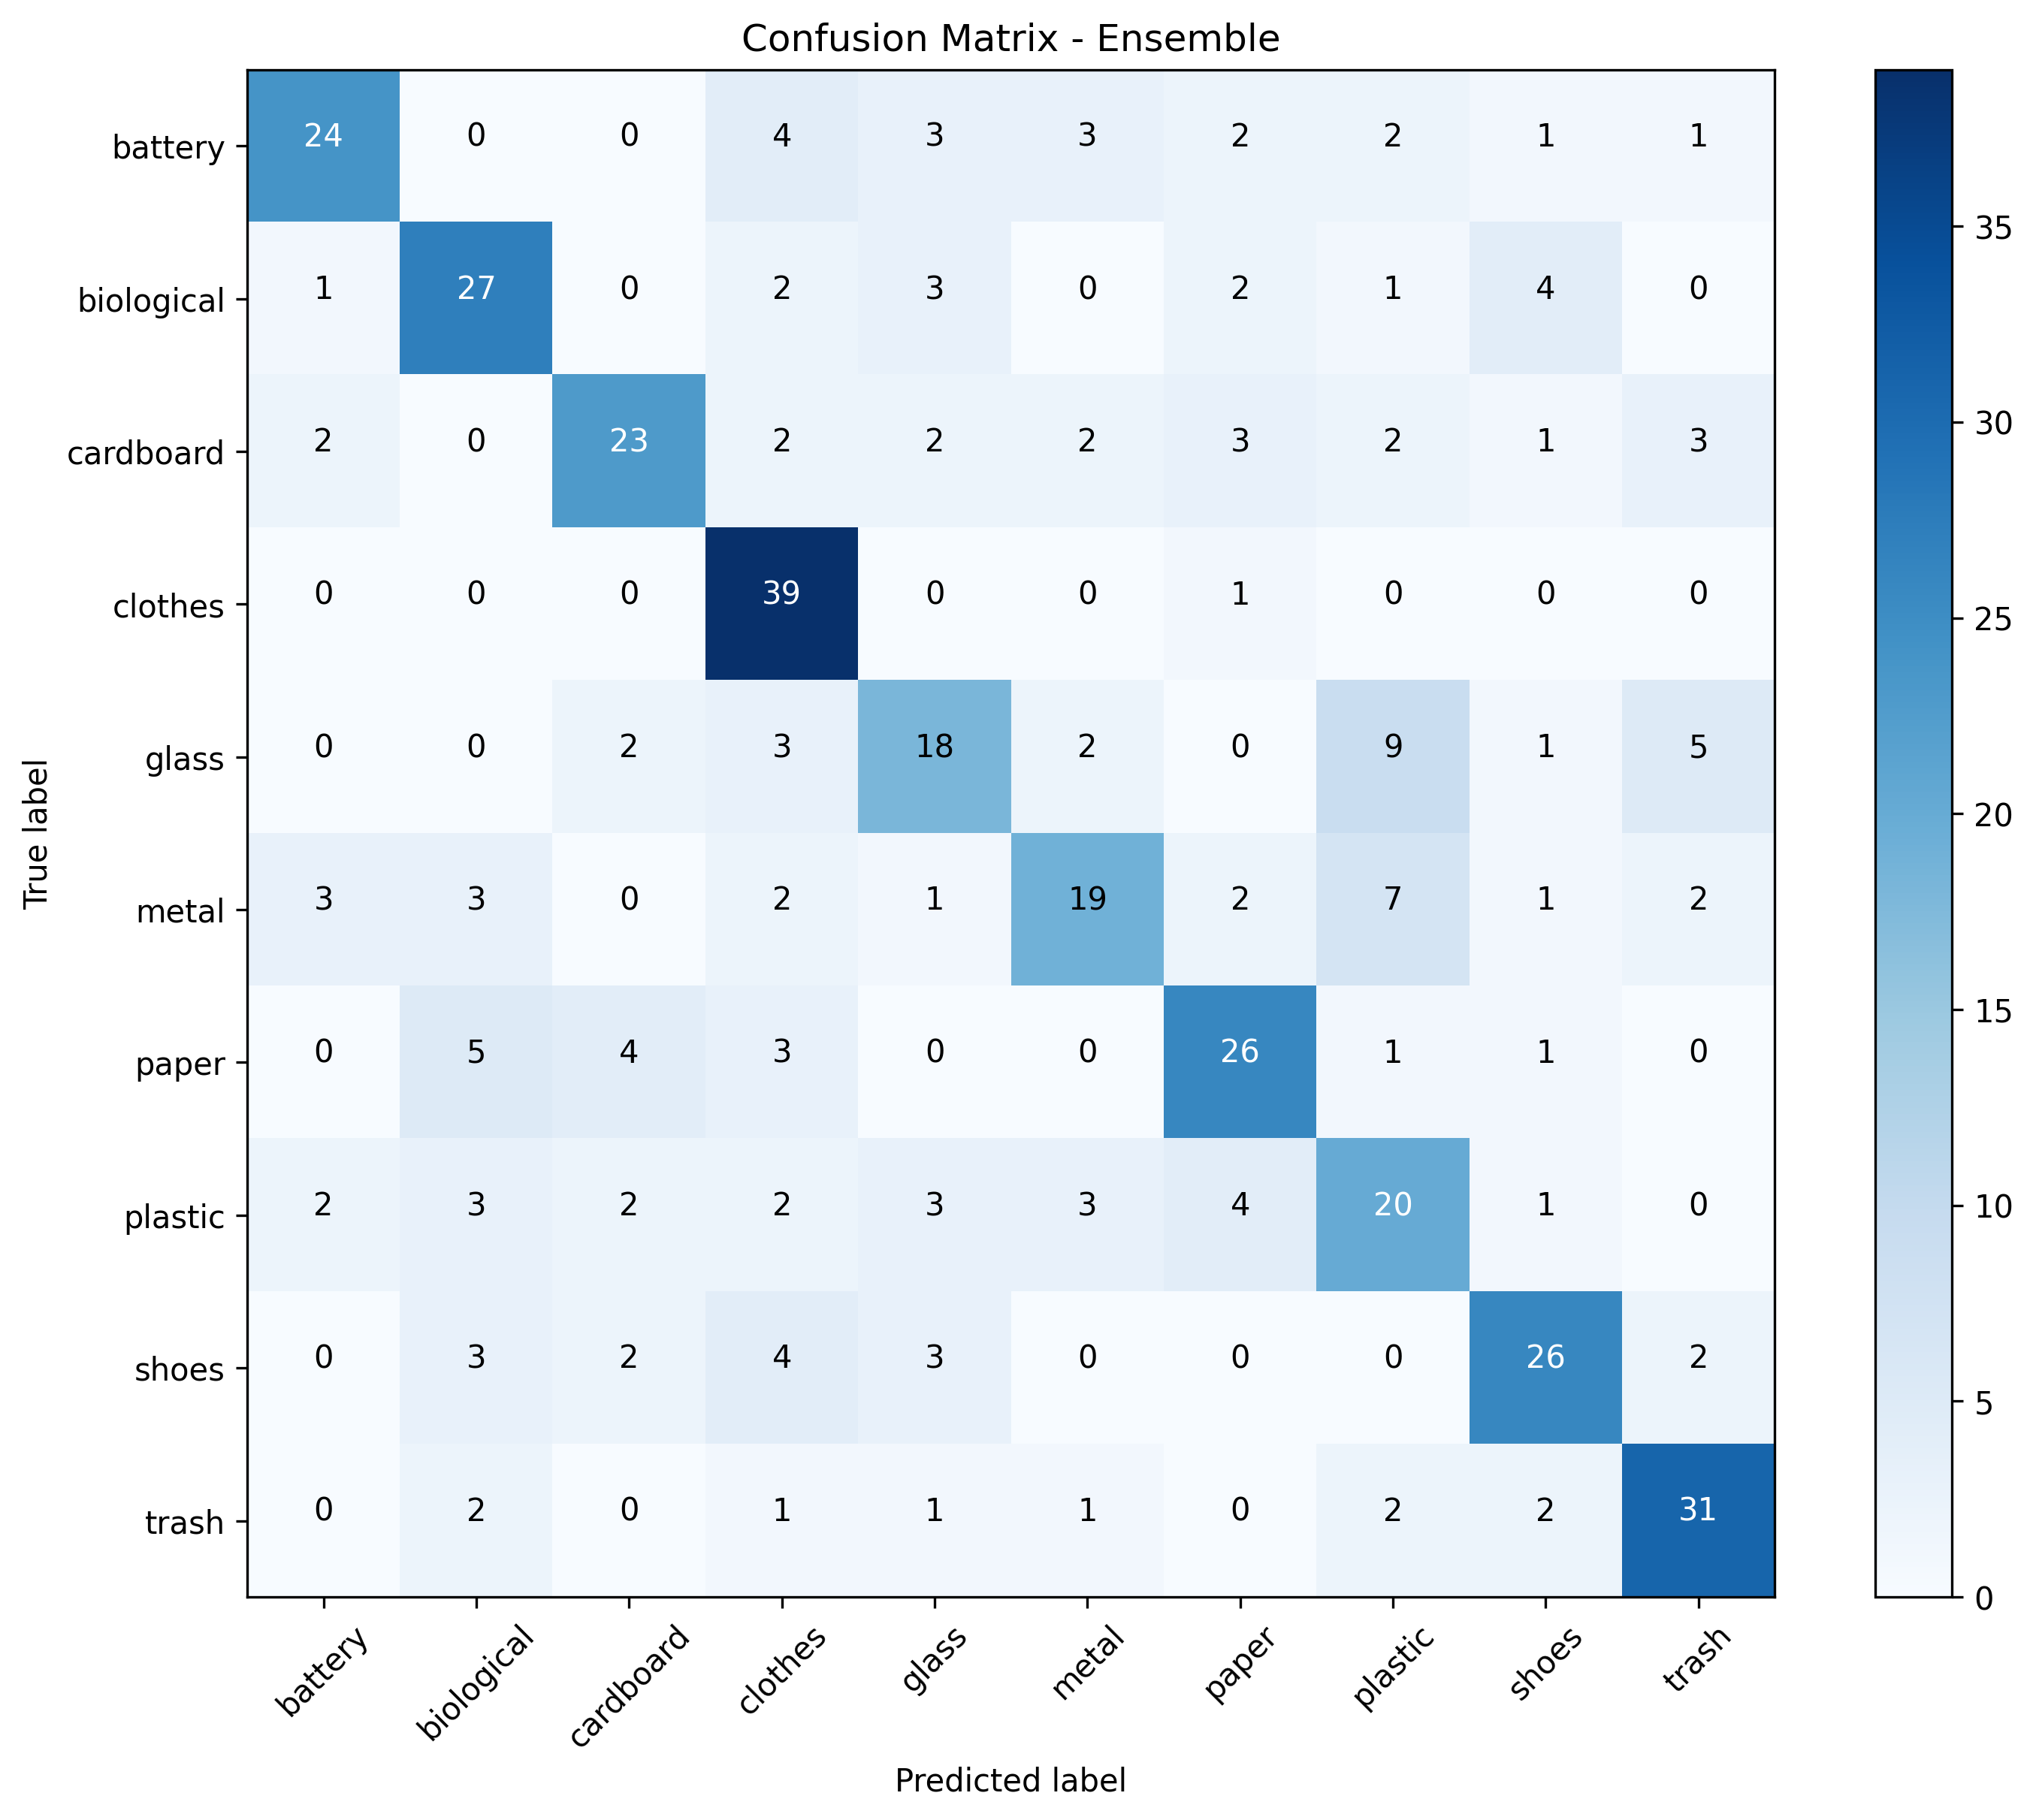 Confusion Matrix - Ensemble
battery 24 0 0 4 3 3 2 2 1 1
biological 1 27 0 2 3 0 2 1 4 0
cardboard 2 0 23 2 2 2 3 2 1 3
clothes 0 0 0 39 0 0 1 0 0 0
glass 0 0 2 3 18 2 0 9 1 5
metal 3 3 0 2 1 19 2 7 1 2
paper 0 5 4 3 0 0 26 1 1 0
plastic 2 3 2 2 3 3 4 20 1 0
shoes 0 3 2 4 3 0 0 0 26 2
trash 0 2 0 1 1 1 0 2 2 31
True label
battery biological cardboard clothes glass metal paper plastic shoes trash
Predicted label
35
30
25
20
15
10
5
0